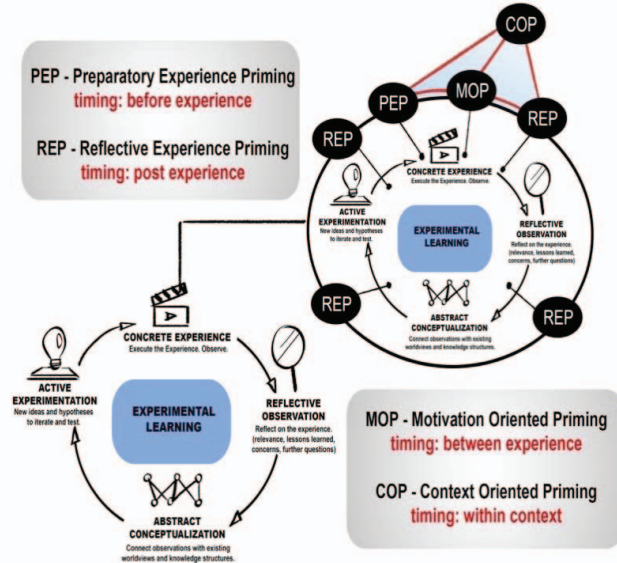 COP
PEP - Preparatory Experience Priming
timing: before experience
REP - Reflective Experience Priming
timing: post experience
PEP
MOP
REP
REP
CONCRETE EXPERIENCE
Execute the Experience. Observe.
ACTIVE
EXPERIMENTATION
New ideas and hypotheses
to iterate and test.
EXPERIMENTAL
LEARNING
REFLECTIVE
OBSERVATION
Reflect on the experience.
(relevance, lessons learned,
concerns, further questions)
ABSTRACT
CONCEPTUALIZATION
Connect observations with existing
worldviews and knowledge structures.
REP
REP
A
CONCRETE EXPERIENCE
Execute the Experience. Observe.
ACTIVE
EXPERIMENTATION
New ideas and hypotheses
to iterate and test.
EXPERIMENTAL
LEARNING
REFLECTIVE
OBSERVATION
Reflect on the experience.
(relevance, lessons learned,
concerns, further questions)
ABSTRACT
CONCEPTUALIZATION
Connect observations with existing
worldviews and knowledge structures.
MOP - Motivation Oriented Priming
timing: between experience
COP - Context Oriented Priming
timing: within context